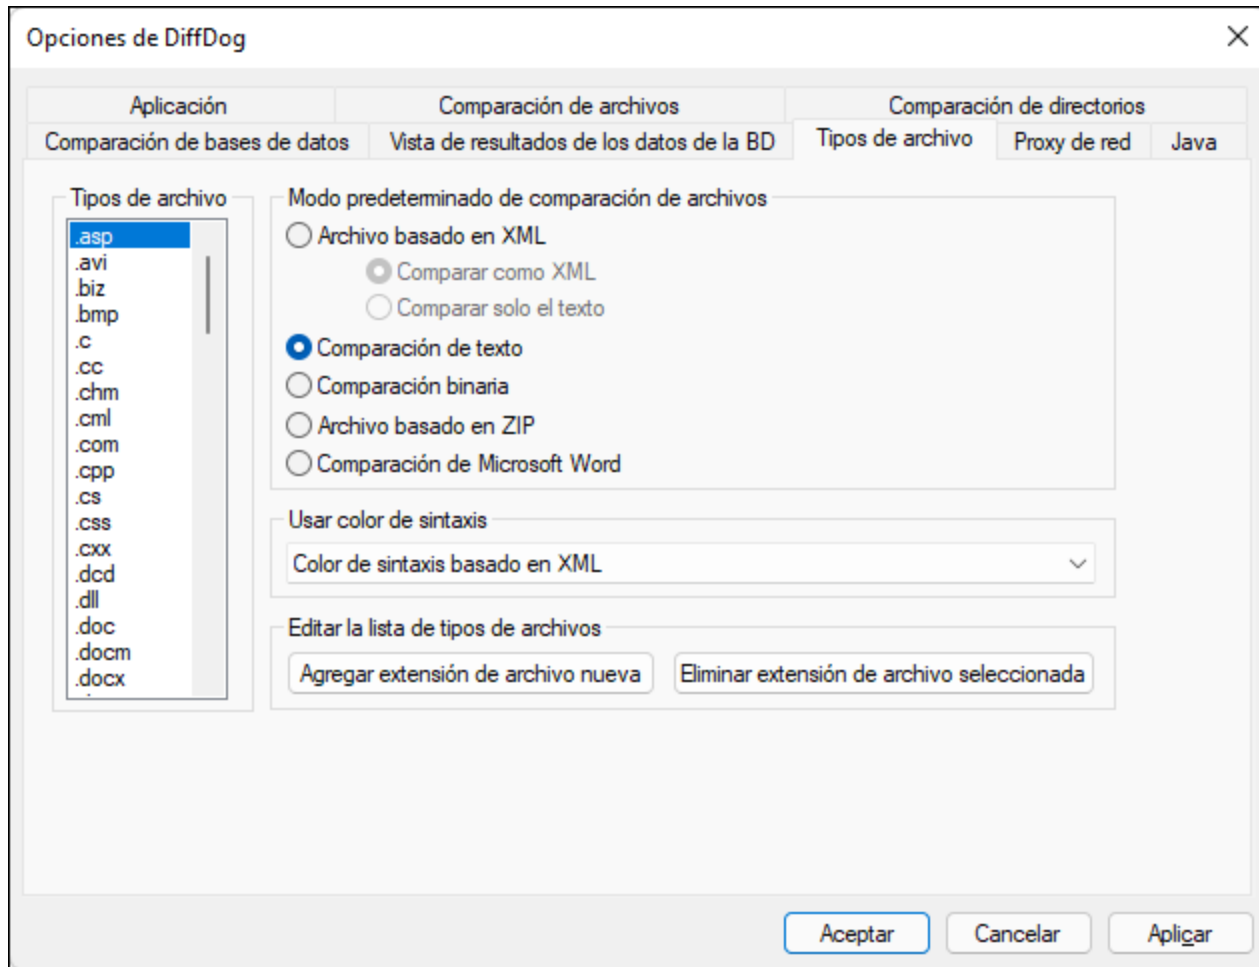 Opciones de DiffDog
Aplicación
Comparación de archivos
Comparación de directorios
Comparación de bases de datos
Vista de resultados de los datos de la BD
Tipos de archivo
Proxy de red
Java
Tipos de archivo
.asp
.avi
.biz
.bmp
.c
.cc
.chm
.cml
.com
.cpp
.cs
.css
.cxx
.dcd
.dll
.doc
.docm
.docx
Modo predeterminado de comparación de archivos
Archivo basado en XML
Comparar como XML
Comparar solo el texto
Comparación de texto
Comparación binaria
Archivo basado en ZIP
Comparación de Microsoft Word
Usar color de sintaxis
Color de sintaxis basado en XML
Editar la lista de tipos de archivos
Agregar extensión de archivo nueva
Eliminar extensión de archivo seleccionada
Aceptar
Cancelar
Aplicar